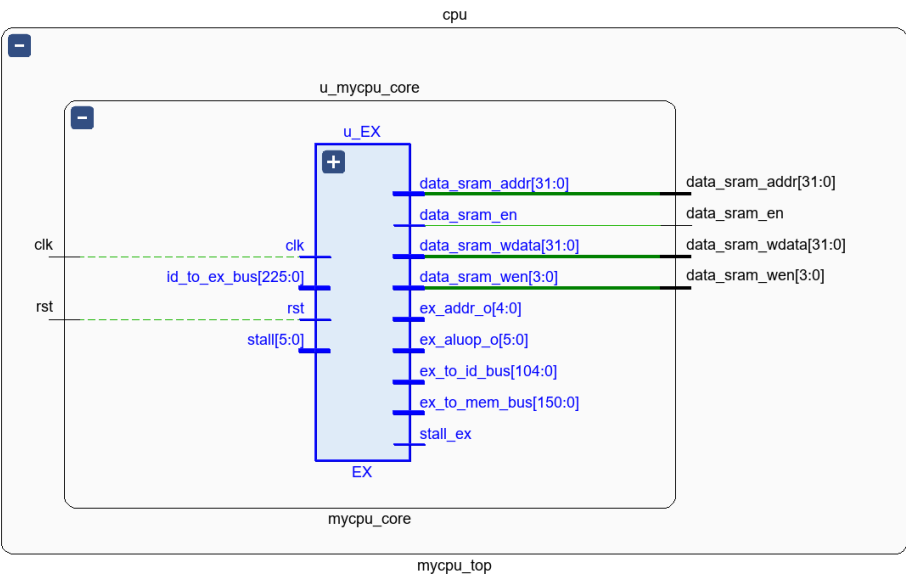 cpu
u_mycpu_core
u_EX
data_sram_addr[31:0]
data_sram_addr[31:0]
data_sram_en
data_sram_en
clk
clk
data_sram_wdata[31:0]
data_sram_wdata[31:0]
id_to_ex_bus[225:0]
data_sram_wen[3:0]
data_sram_wen[3:0]
rst
rst
ex_addr_o[4:0]
stall[5:0]
ex_aluop_o[5:0]
ex_to_id_bus[104:0]
ex_to_mem_bus[150:0]
stall_ex
EX
mycpu_core
mycpu_top